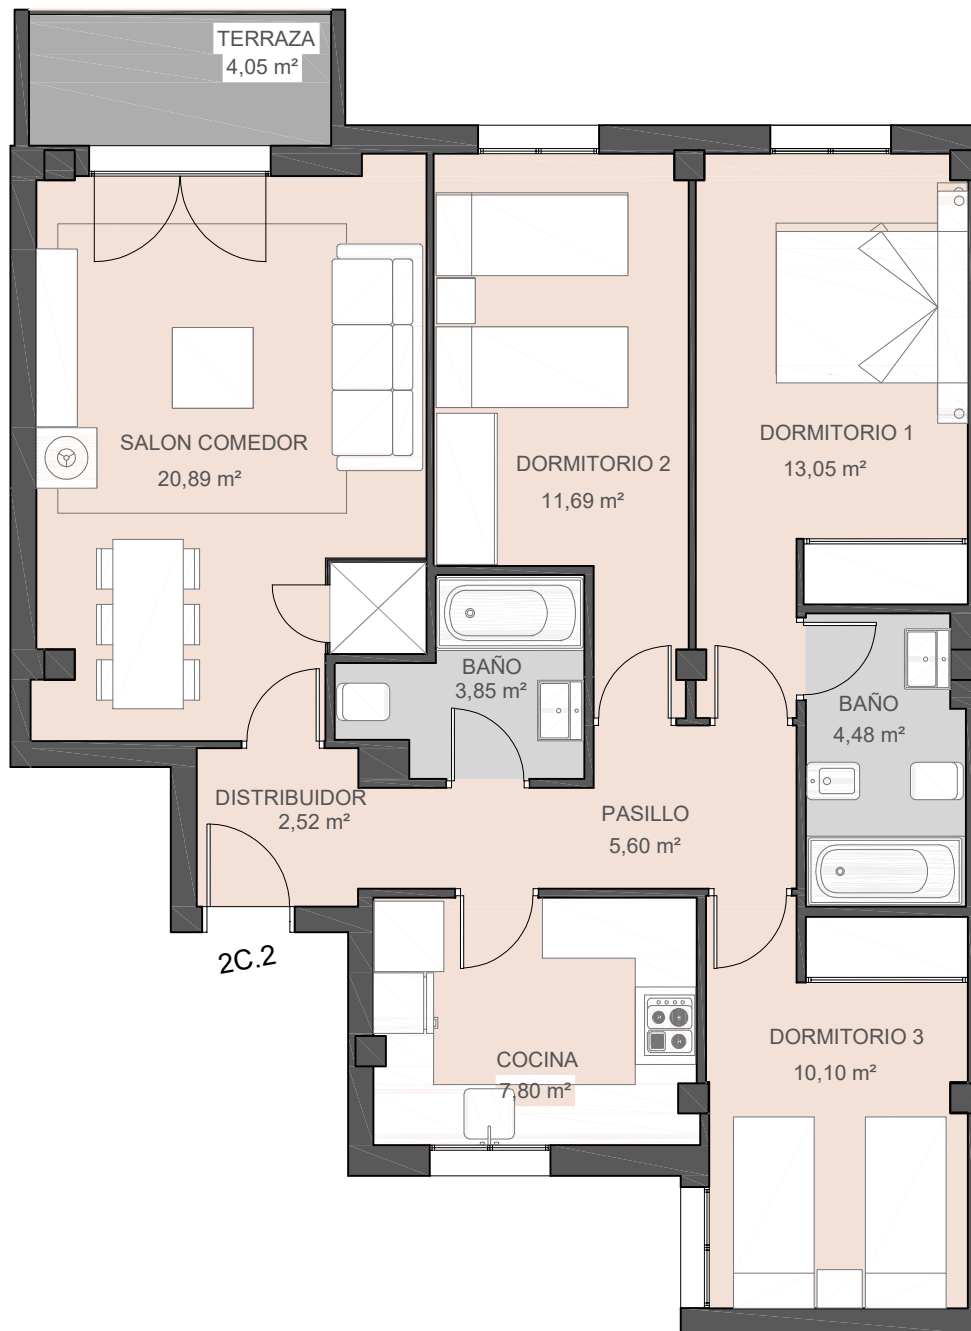 TERRAZA
4,05 m²
SALON COMEDOR
20,89 m²
DORMITORIO 2
11,69 m²
DORMITORIO 1
13,05 m²
BAÑO
3,85 m²
BAÑO
4,48 m²
DISTRIBUIDOR
2,52 m²
PASILLO
5,60 m²
2C.2
COCINA
7,80 m²
DORMITORIO 3
10,10 m²